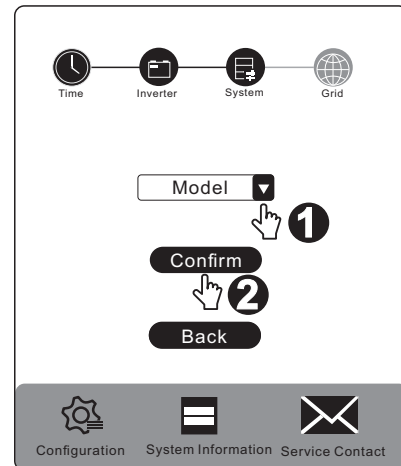 Time Inverter System Grid
Model
1
Confirm
2
Back
Configuration System Information Service Contact